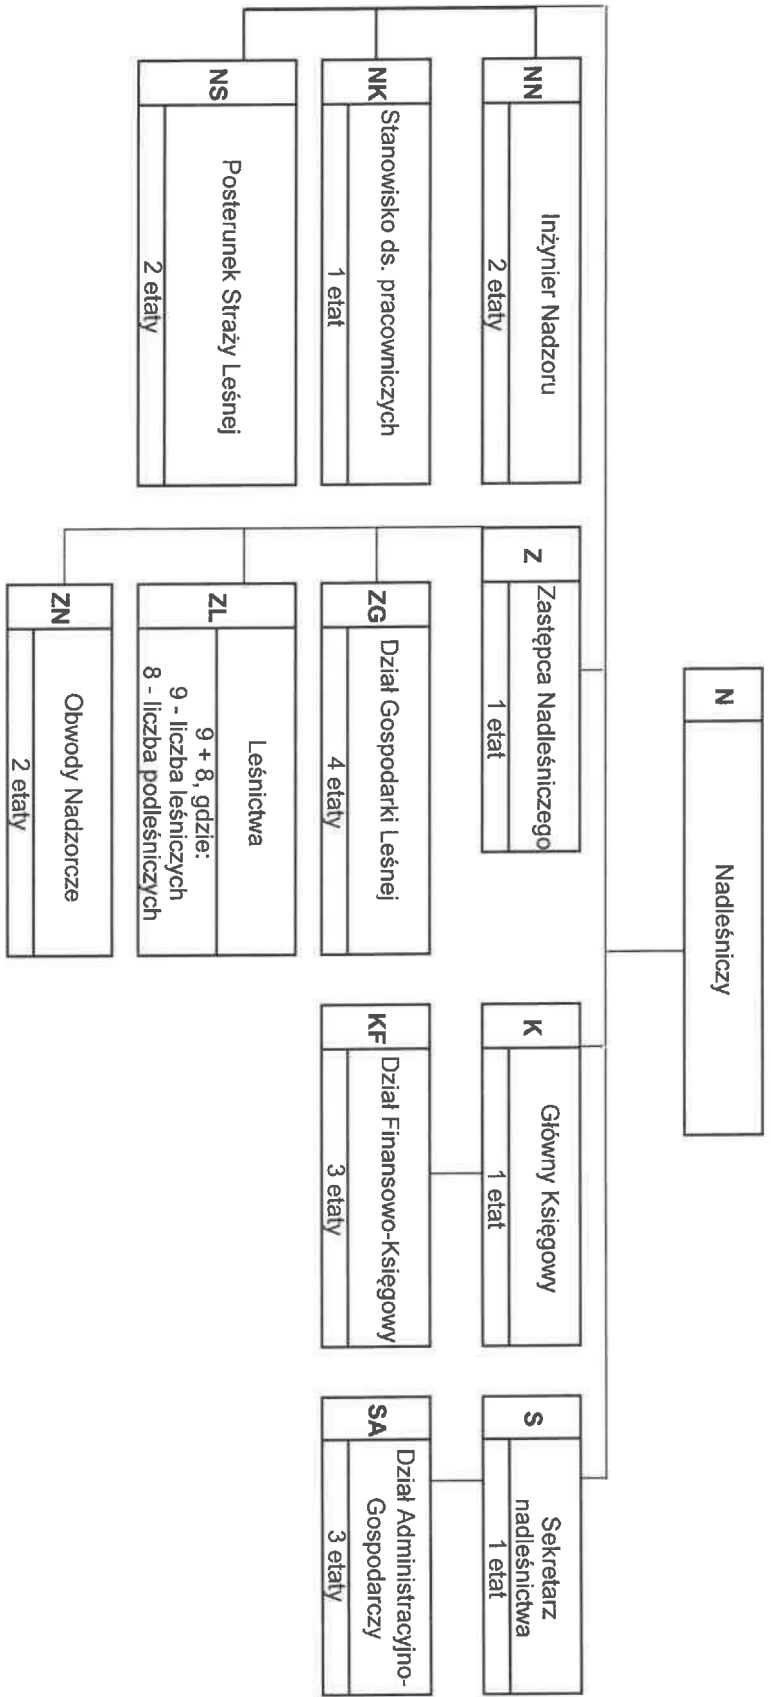 N
Nadleśniczy
NN
Inżynier Nadzoru
2 etaty
NK
Stanowisko ds. pracowniczych
1 etat
NS
Posterunek Straży Leśnej
2 etaty
Z
Zastępca Nadleśniczego
1 etat
ZG
Dział Gospodarki Leśnej
4 etaty
ZL
Leśnictwa
9 + 8, gdzie:
9 - liczba leśniczych
8 - liczba podleśniczych
ZN
Obwody Nadzorcze
2 etaty
K
Główny Księgowy
1 etat
KF
Dział Finansowo-Księgowy
3 etaty
S
Sekretarz
nadleśnictwa
1 etat
SA
Dział Administracyjno-
Gospodarczy
3 etaty